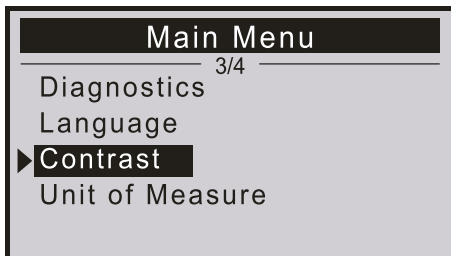 Main Menu
3/4
Diagnostics
Language
Contrast
Unit of Measure